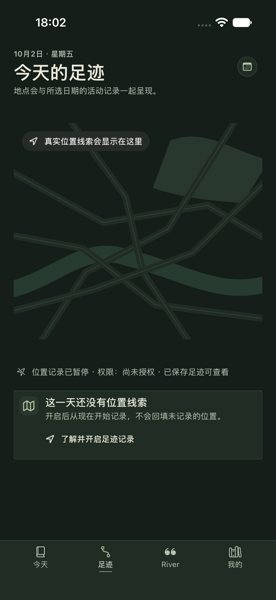 18:02
10月2日 · 星期五
今天的足迹
地点会与所选日期的活动记录一起呈现。
真实位置线索会显示在这里
位置记录已暂停 · 权限：尚未授权 · 已保存足迹可查看
这一天还没有位置线索
开启后从现在开始记录，不会回填未记录的位置。
了解并开启足迹记录
今天
足迹
River
我的